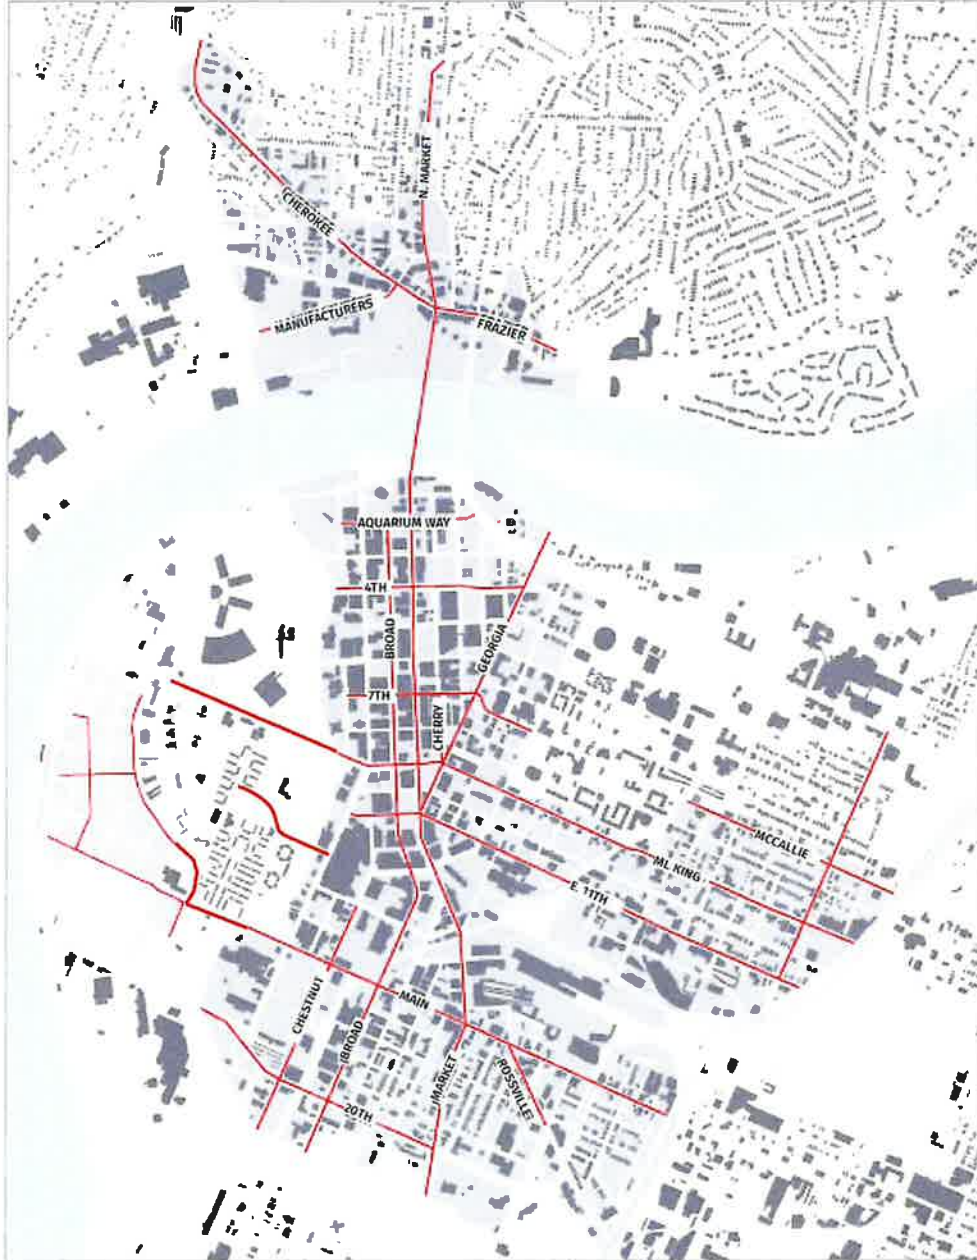 N. MARKET
CHEROKEE
MANUFACTURERS
FRAZIER
AQUARIUM WAY
4TH
BROAD
GEORGIA
7TH
CHERRY
MCCALLIE
ML KING
E. 11TH
MAIN
CHESTNUT
BROAD
MARKET
ROSSVILLE
20TH